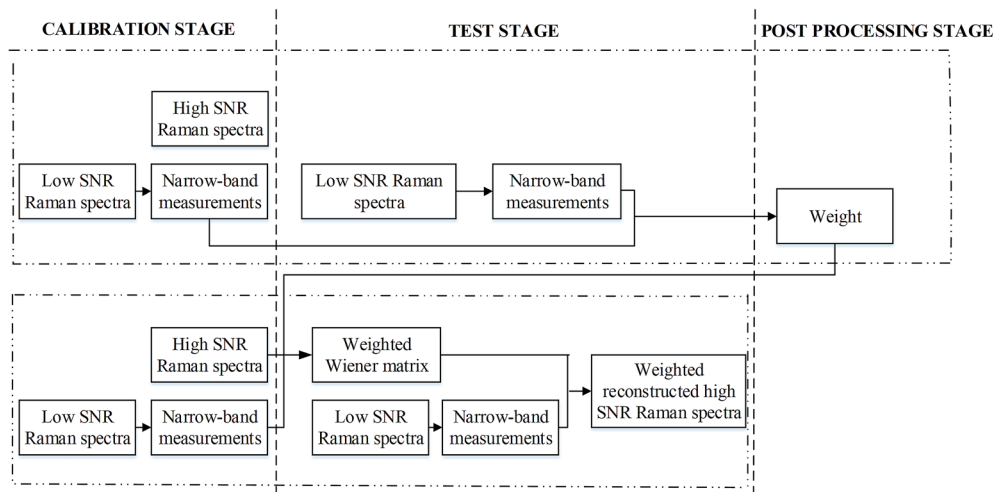 CALIBRATION STAGE
TEST STAGE
POST PROCESSING STAGE
High SNR
Raman spectra
Low SNR
Raman spectra
Narrow-band
measurements
Low SNR Raman
spectra
Narrow-band
measurements
Weight
High SNR
Raman spectra
Weighted
Wiener matrix
Weighted
reconstructed high
SNR Raman spectra
Low SNR
Raman spectra
Narrow-band
measurements
Low SNR
Raman spectra
Narrow-band
measurements